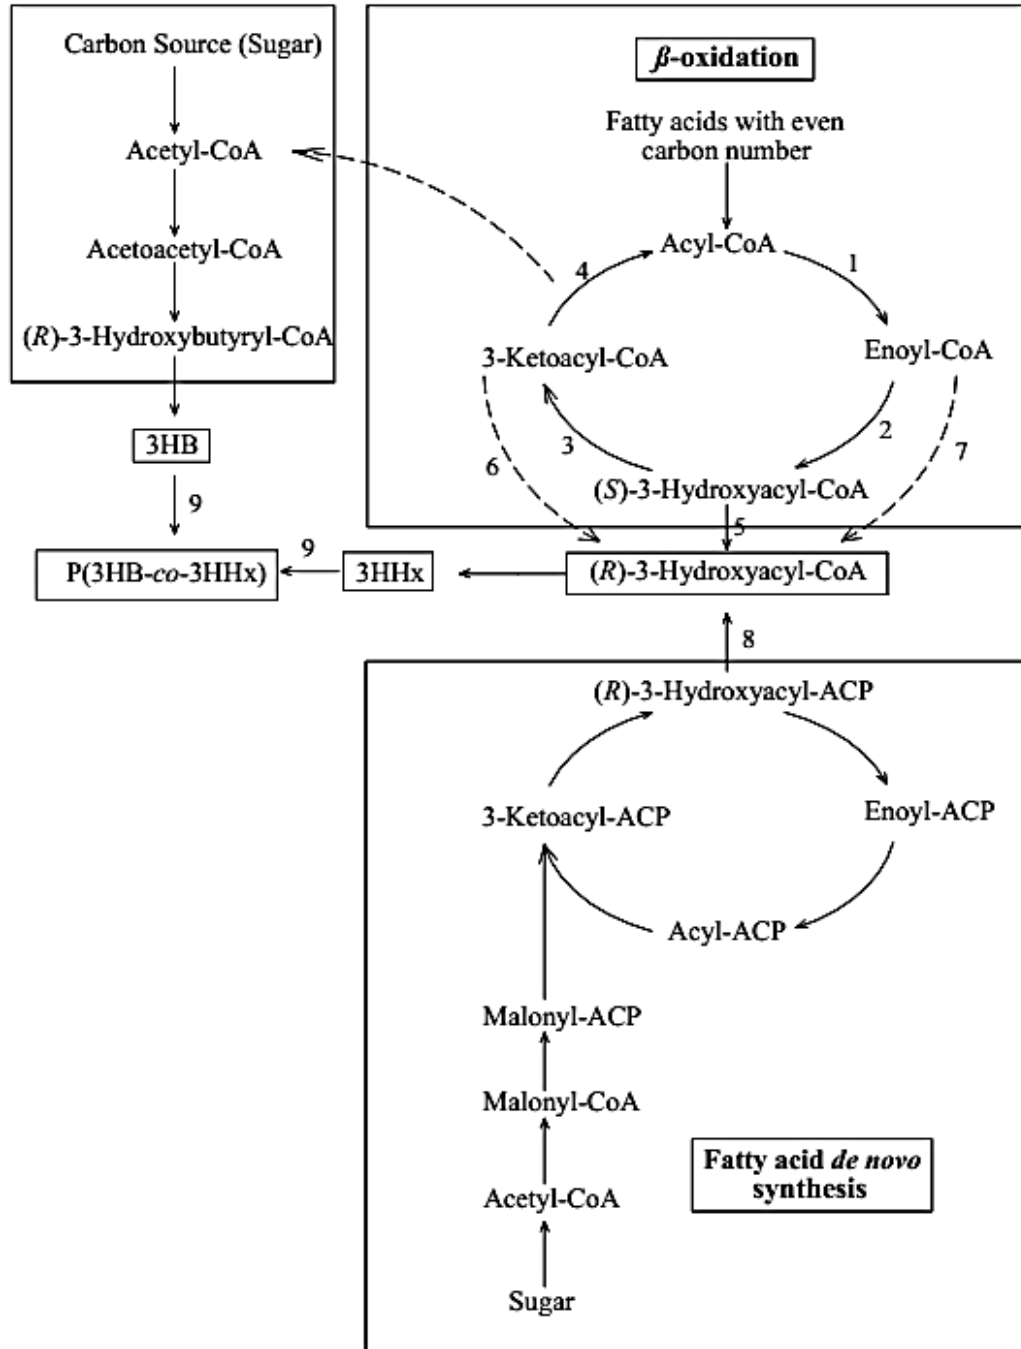 Carbon Source (Sugar)
Acetyl-CoA
Acetoacetyl-CoA
(R)-3-Hydroxybutyryl-CoA
3HB
9
P(3HB-co-3HHx)
9
3HHx
β-oxidation
Fatty acids with even
carbon number
Acyl-CoA
1
4
3-Ketoacyl-CoA
Enoyl-CoA
2
3
6
7
(S)-3-Hydroxyacyl-CoA
5
(R)-3-Hydroxyacyl-CoA
8
(R)-3-Hydroxyacyl-ACP
3-Ketoacyl-ACP
Enoyl-ACP
Acyl-ACP
Malonyl-ACP
Malonyl-CoA
Acetyl-CoA
Sugar
Fatty acid de novo
synthesis